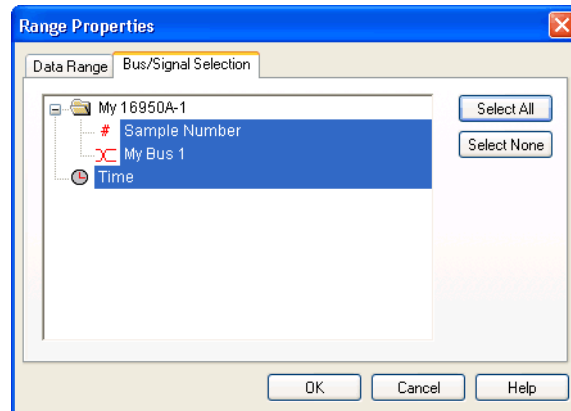 Range Properties
Data Range Bus/Signal Selection
My 16950A-1
# Sample Number
My Bus 1
Time
Select All
Select None
OK Cancel Help